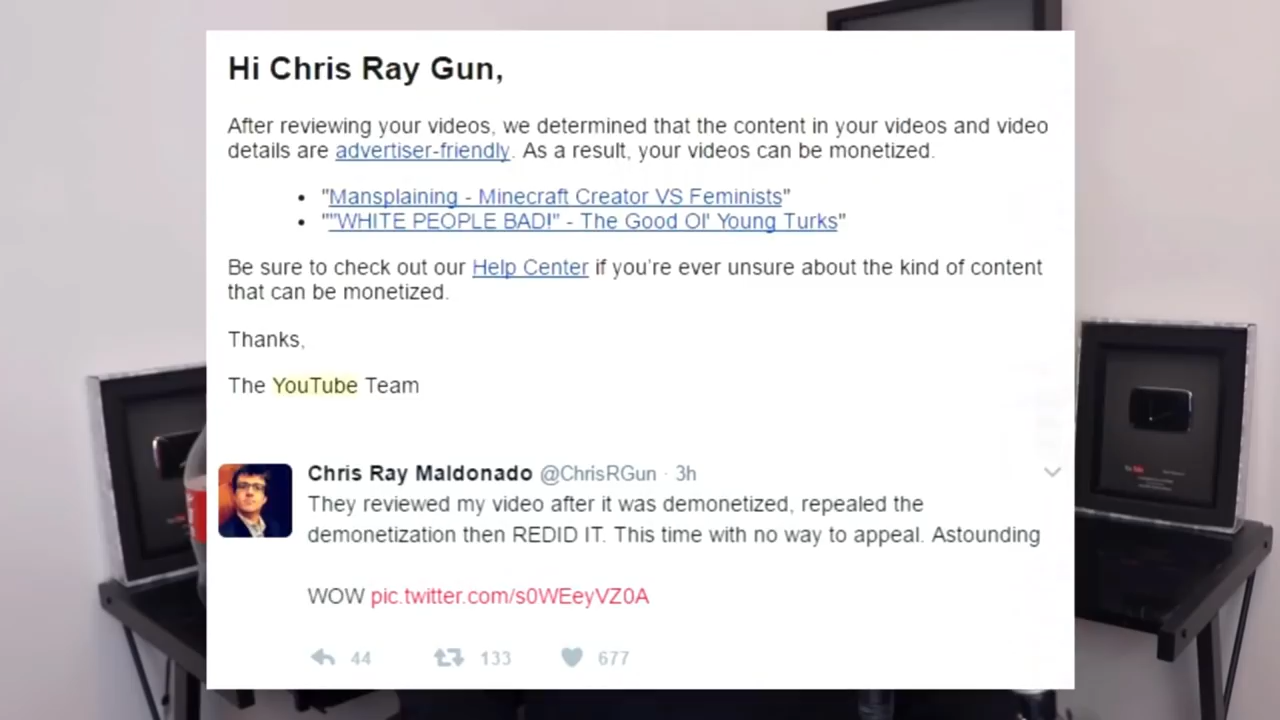 Hi Chris Ray Gun,
After reviewing your videos, we determined that the content in your videos and video
details are advertiser-friendly. As a result, your videos can be monetized.
• "Mansplaining - Minecraft Creator VS Feminists"
• ""WHITE PEOPLE BAD!" - The Good Ol' Young Turks"
Be sure to check out our Help Center if you're ever unsure about the kind of content
that can be monetized.
Thanks,
The YouTube Team
Chris Ray Maldonado @ChrisRGun · 3h
They reviewed my video after it was demonetized, repealed the
demonetization then REDID IT. This time with no way to appeal. Astounding
WOW pic.twitter.com/s0WEeyVZ0A
44 133 677